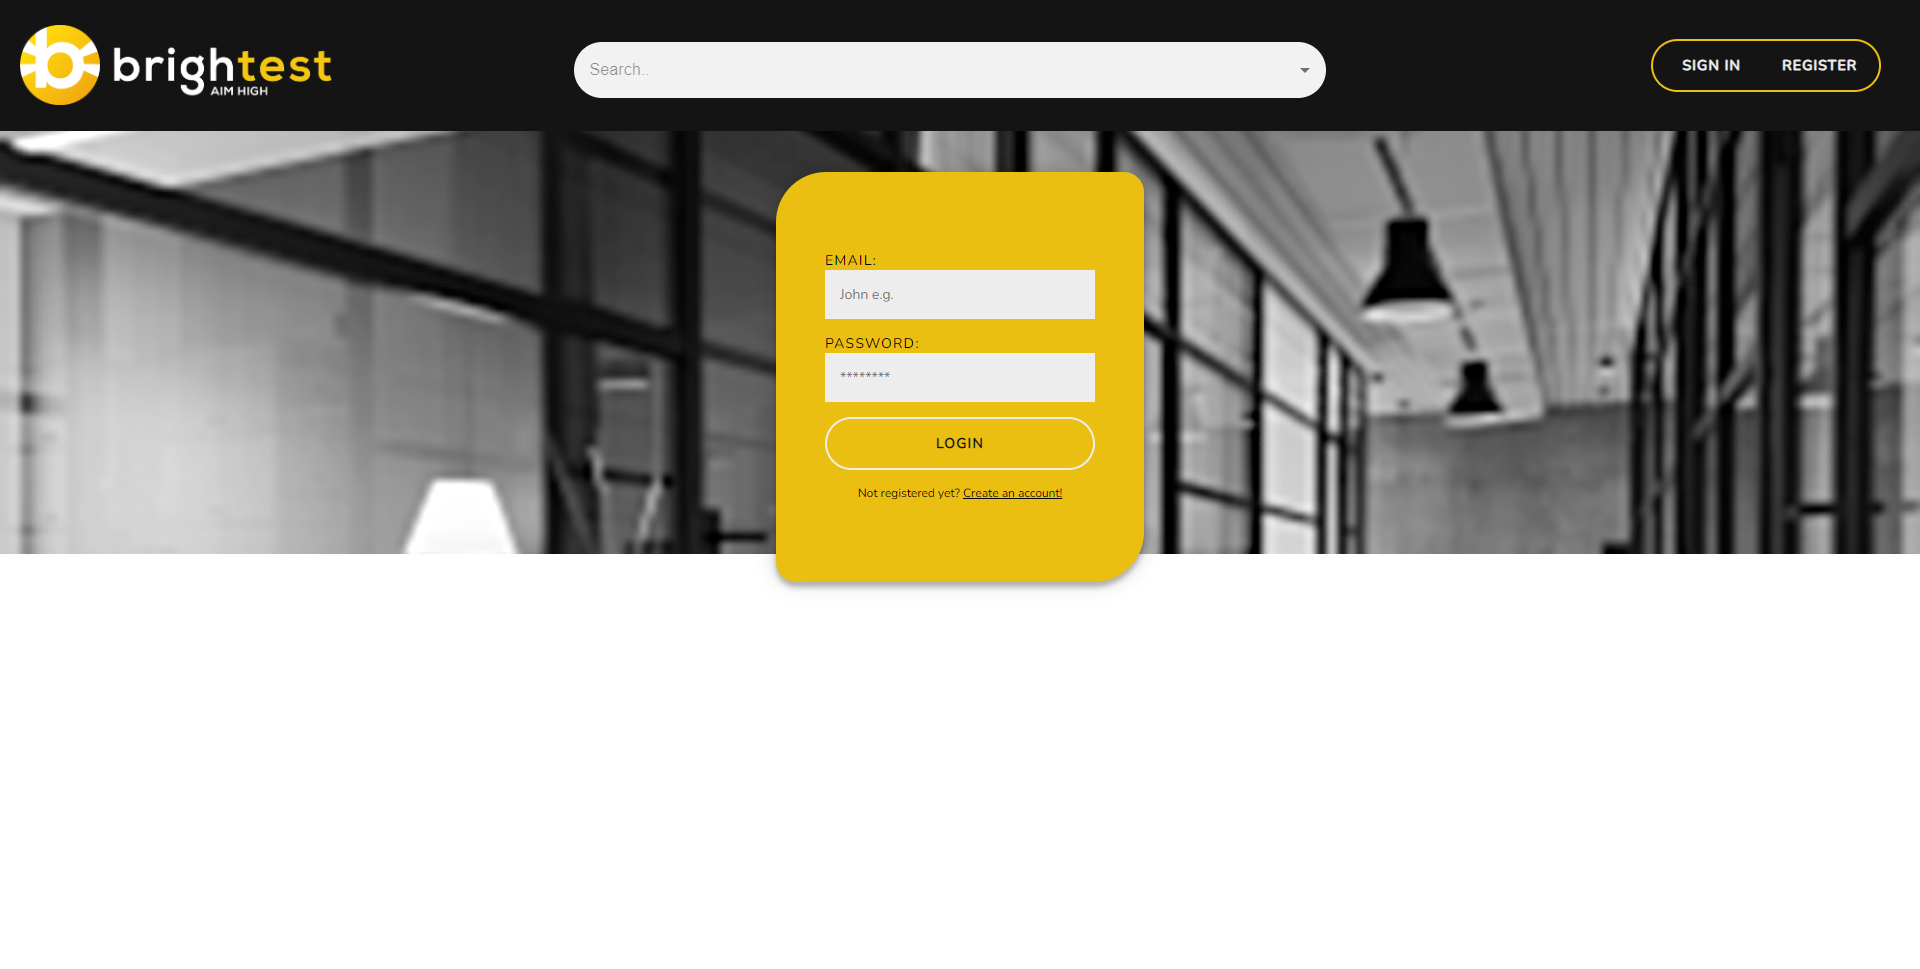 brightest
AIM HIGH
Search..
SIGN IN REGISTER
EMAIL:
John e.g.
PASSWORD:
********
LOGIN
Not registered yet? Create an account!